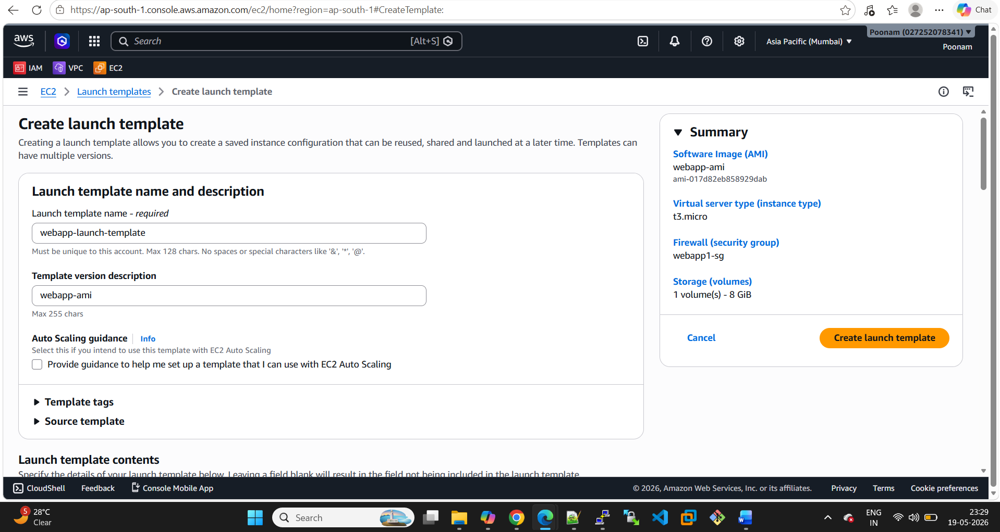 https://ap-south-1.console.aws.amazon.com/ec2/home?region=ap-south-1#CreateTemplate:
Chat
aws
Search
[Alt+S]
Asia Pacific (Mumbai)
Poonam (027252078341)
Poonam
IAM
VPC
EC2
EC2
Launch templates
Create launch template
Create launch template
Creating a launch template allows you to create a saved instance configuration that can be reused, shared and launched at a later time. Templates can
have multiple versions.
Launch template name and description
Launch template name - required
webapp-launch-template
Must be unique to this account. Max 128 chars. No spaces or special characters like '&', '*', '@'.
Template version description
webapp-ami
Max 255 chars
Auto Scaling guidance
Info
Select this if you intend to use this template with EC2 Auto Scaling
Provide guidance to help me set up a template that I can use with EC2 Auto Scaling
Template tags
Source template
Launch template contents
Specify the details of your launch template below. Leaving a field blank will result in the field not being included in the launch template.
Summary
Software Image (AMI)
webapp-ami
ami-017d82eb858929dab
Virtual server type (instance type)
t3.micro
Firewall (security group)
webapp1-sg
Storage (volumes)
1 volume(s) - 8 GiB
Cancel
Create launch template
CloudShell
Feedback
Console Mobile App
© 2026, Amazon Web Services, Inc. or its affiliates.
Privacy
Terms
Cookie preferences
5
28°C
Clear
Search
W
ENG
IN
23:29
19-05-2026